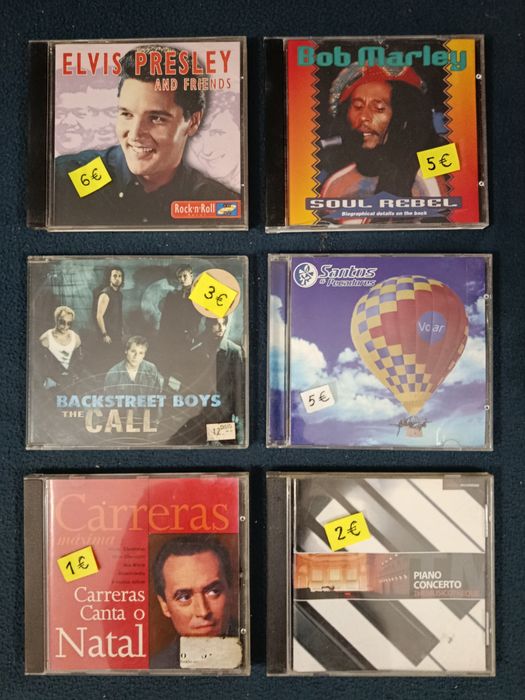 ELVIS PRESLEY
AND FRIENDS
6€
Rock'n'Roll
Bob Marley
5€
SOUL REBEL
Biographical details on the back
3€
BACKSTREET BOYS
THE CALL
Santos
& Pecadores
Voar
5€
Carreras
máxima
1€
Carreras
Canta o
Natal
2€
PIANO
CONCERTO